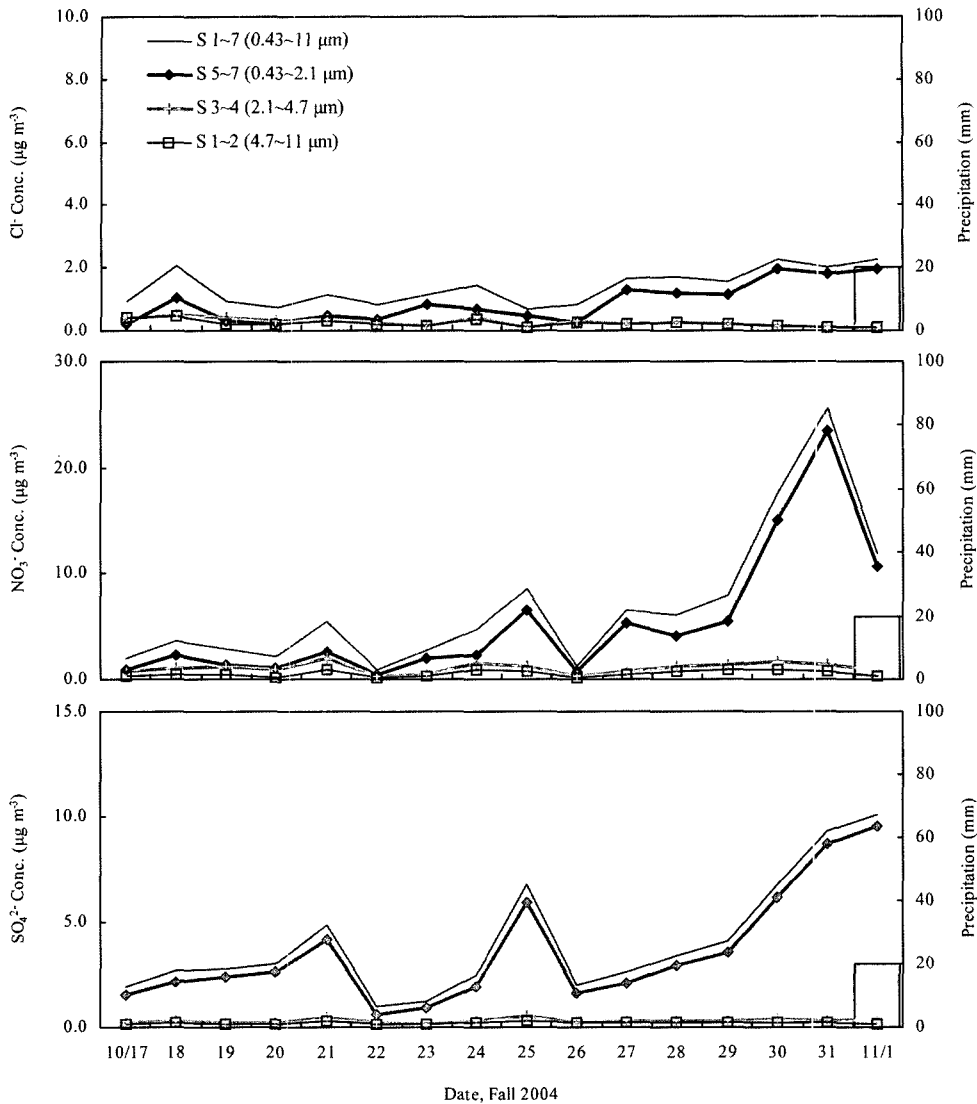 10.0
8.0
6.0
4.0
2.0
0.0
Cl⁻ Conc. (µg m⁻³)
S 1~7 (0.43~11 µm)
S 5~7 (0.43~2.1 µm)
S 3~4 (2.1~4.7 µm)
S 1~2 (4.7~11 µm)
100
80
60
40
20
0
Precipitation (mm)
30.0
20.0
10.0
0.0
NO₃⁻ Conc. (µg m⁻³)
100
80
60
40
20
0
Precipitation (mm)
15.0
10.0
5.0
0.0
SO₄²⁻ Conc. (µg m⁻³)
100
80
60
40
20
0
Precipitation (mm)
10/17 18 19 20 21 22 23 24 25 26 27 28 29 30 31 11/1
Date, Fall 2004